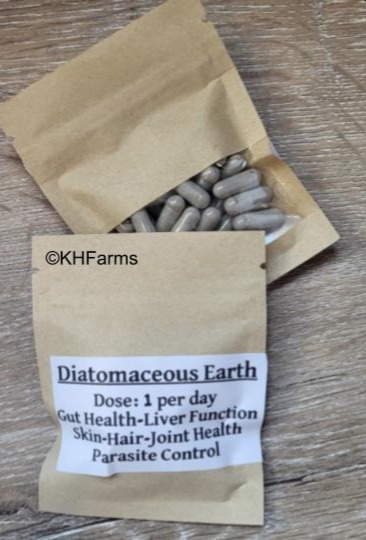 ©KHFarms
Diatomaceous Earth
Dose: 1 per day
Gut Health-Liver Function
Skin-Hair-Joint Health
Parasite Control